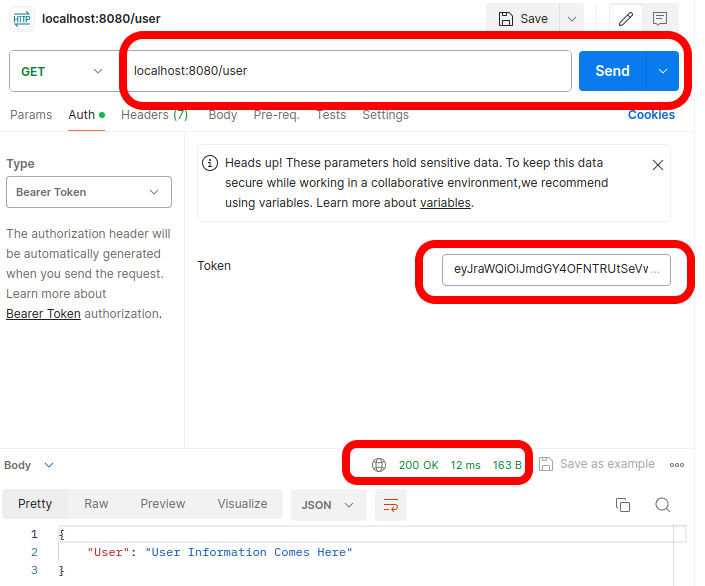 HTTP localhost:8080/user Save
GET localhost:8080/user Send
Params Auth Headers (7) Body Pre-req. Tests Settings Cookies
Type
Bearer Token
The authorization header will
be automatically generated
when you send the request.
Learn more about
Bearer Token authorization.
Heads up! These parameters hold sensitive data. To keep this data
secure while working in a collaborative environment,we recommend
using variables. Learn more about variables.
Token eyJraWQiOiJmdGY4OFNTRUtSeVw...
Body 200 OK 12 ms 163 B Save as example
Pretty Raw Preview Visualize JSON
1 {
2 "User": "User Information Comes Here"
3 }